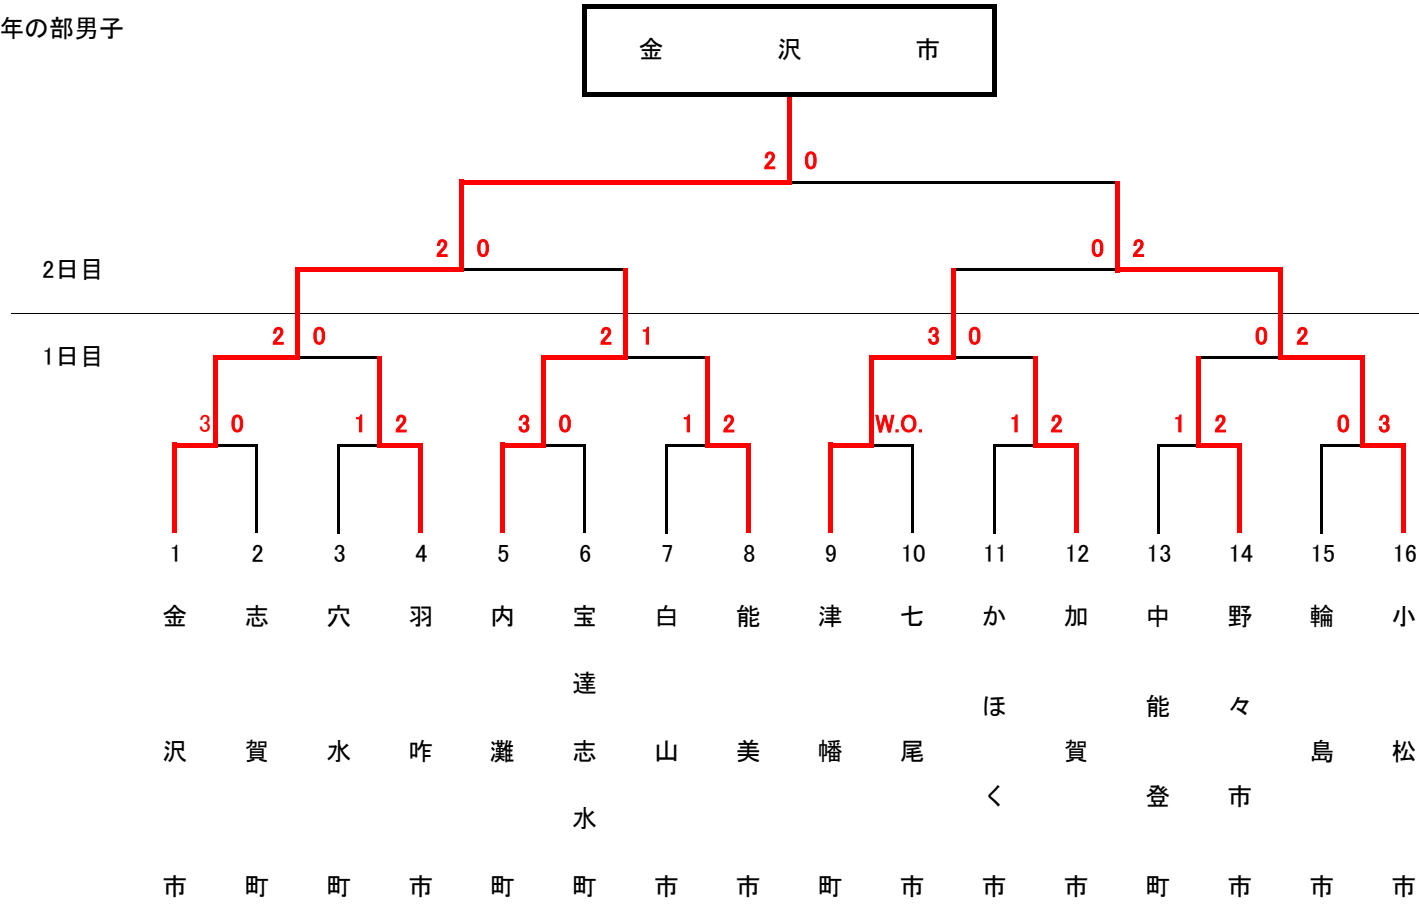 年の部男子
金沢市
2 0
2 0
0 2
2日目
2 0
2 1
3 0
0 2
1日目
3 0
1 2
3 0
1 2
W.O.
1 2
1 2
0 3
1 2 3 4 5 6 7 8 9 10 11 12 13 14 15 16
金沢市
志賀町
穴水町
羽咋市
内灘町
宝達志水町
白山市
能美市
津幡町
七尾市
かほく市
加賀市
中能登町
野々市市
輪島市
小松市